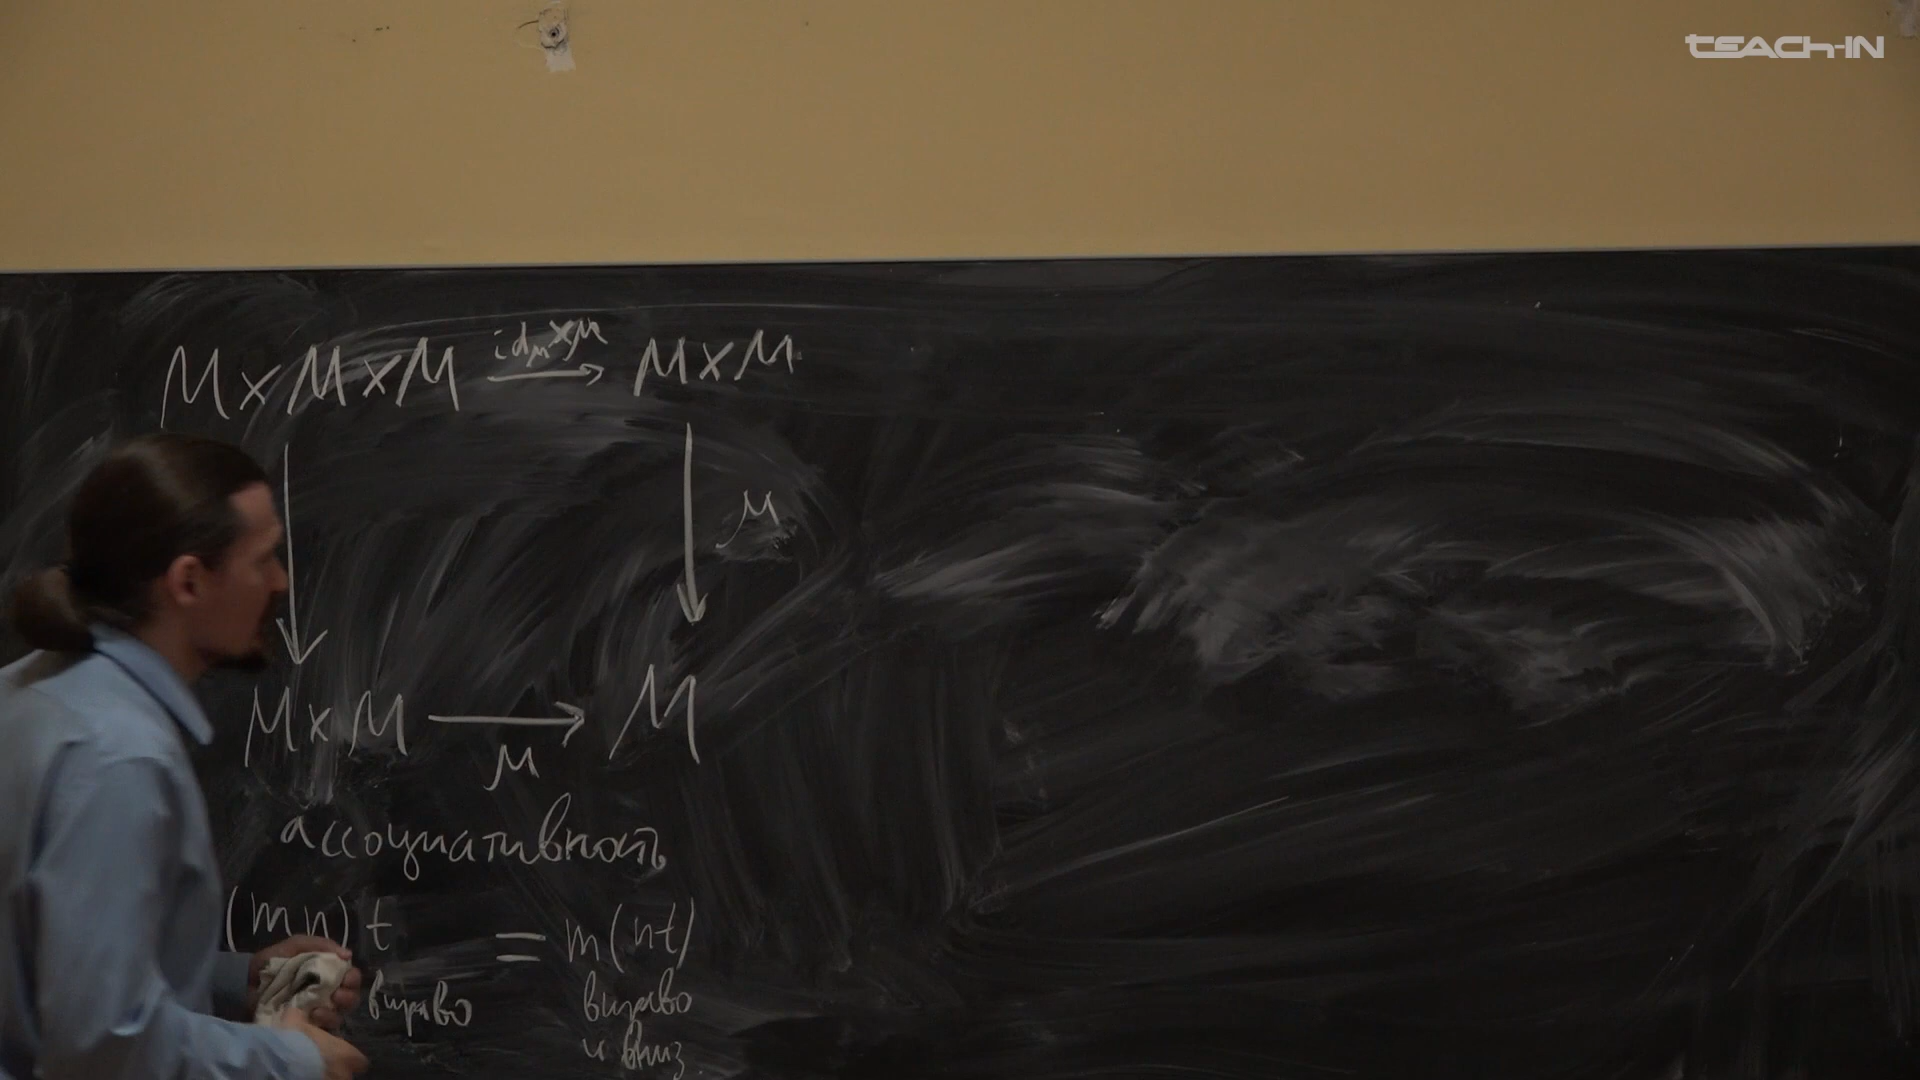 TEACH-IN
id_M × μ
M × M × M → M × M
μ
M × M → M
μ
ассоциативность
(mn) t = m(nt)
вправо вправо
и вниз